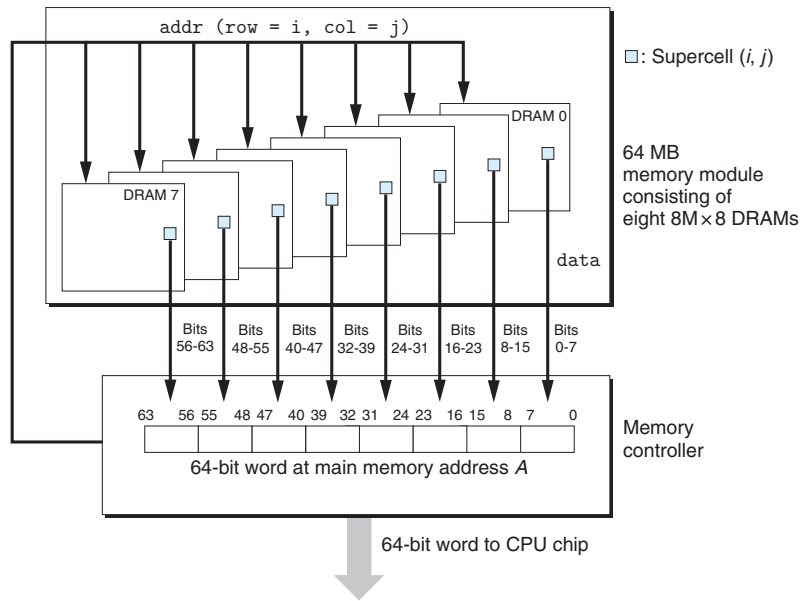 addr (row = i, col = j)
: Supercell (i, j)
DRAM 0
64 MB
memory module
consisting of
eight 8M×8 DRAMs
DRAM 7
data
Bits
56-63
Bits
48-55
Bits
40-47
Bits
32-39
Bits
24-31
Bits
16-23
Bits
8-15
Bits
0-7
63 56 55 48 47 40 39 32 31 24 23 16 15 8 7 0
64-bit word at main memory address A
Memory
controller
64-bit word to CPU chip